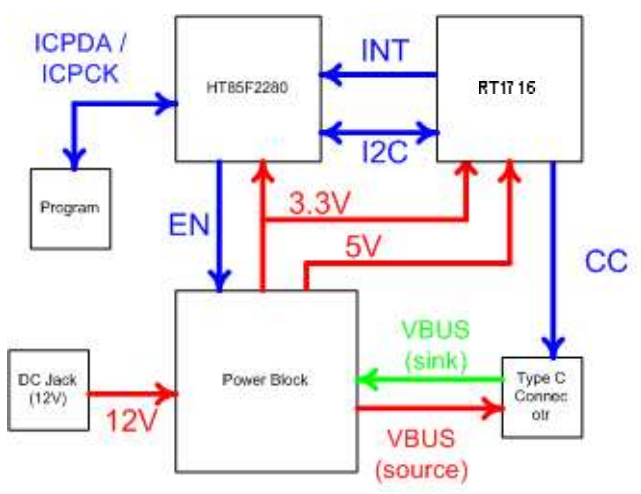 ICPDA /
ICPCK
HT85F2280
INT
RT1716
I2C
Program
EN
3.3V
5V
CC
DC Jack
(12V)
12V
Power Block
VBUS
(sink)
VBUS
(source)
Type C
Connec
otr